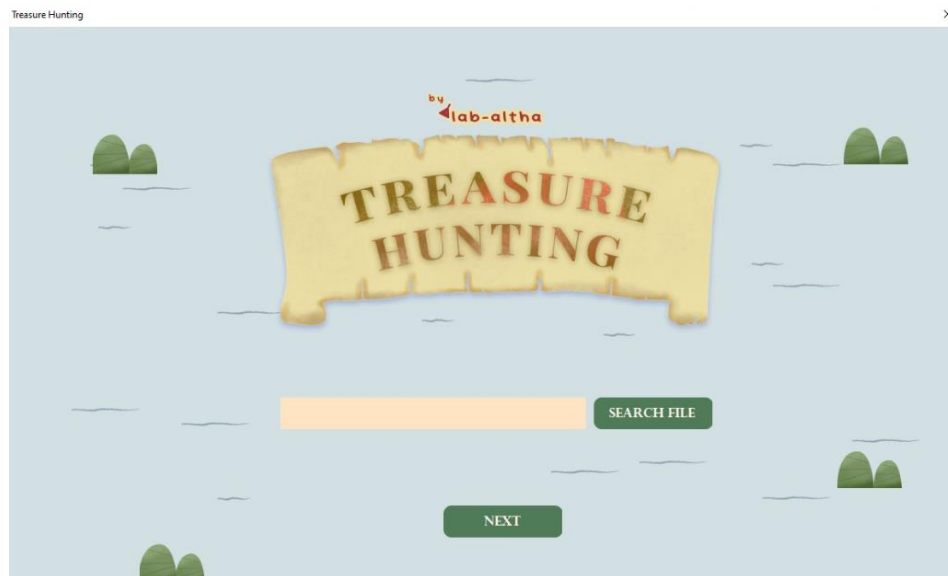 Treasure Hunting
by
lab-altha
TREASURE
HUNTING
SEARCH FILE
NEXT